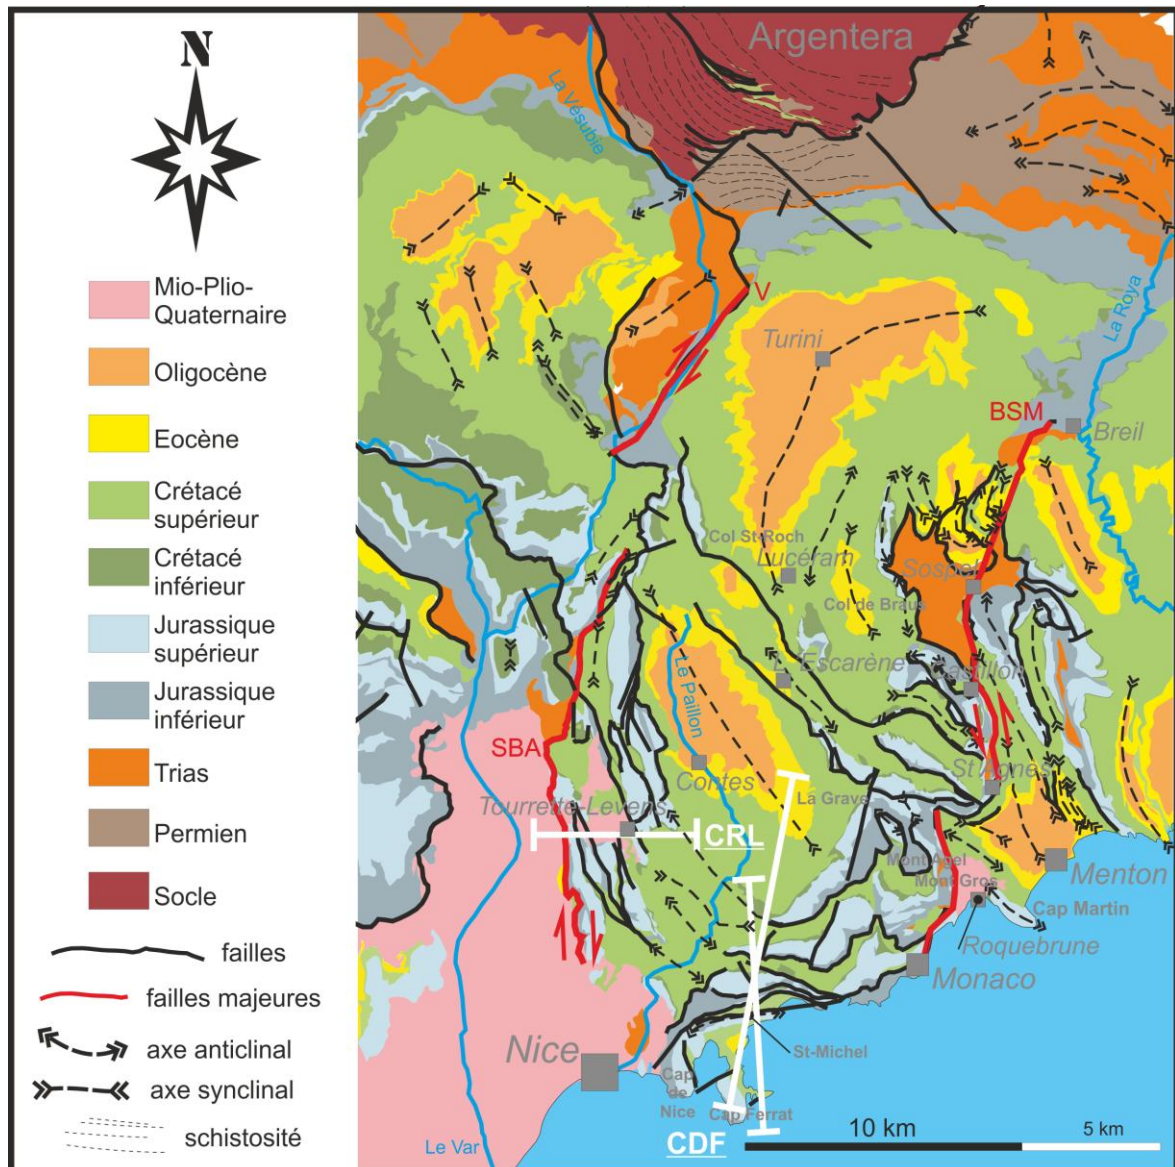 N
Mio-Plio-
Quaternaire
Oligocène
Eocène
Crétacé
supérieur
Crétacé
inférieur
Jurassique
supérieur
Jurassique
inférieur
Trias
Permien
Socle
failles
failles majeures
axe anticlinal
axe synclinal
schistosité
Argentera
La Vésubie
V
Turini
La Roya
BSM
Breil
Col St-Roch
Lucéram
Sospel
Col de Braus
L'Escarène
Castillon
Le Paillon
SBA
Contes
St Agnès
La Grave
Tourrette-Levens
CRL
Mont Agel
Mont Gros
Menton
Cap Martin
Roquebrune
Monaco
Nice
St-Michel
Cap
de
Nice
Cap Ferrat
CDF
Le Var
10 km
5 km